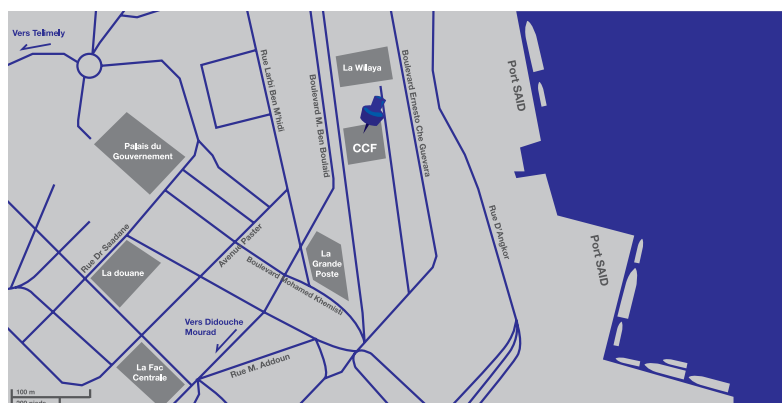 Vers Telimely
Rue Larbi Ben M'hidi
Boulevard M. Ben Boulaid
La Wilaya
Boulevard Ernesto Che Guevara
Port SAID
CCF
Palais du
Gouvernement
Rue Dr Saadane
Avenue Paster
Rue D'Angkor
La
Grande
Poste
Port SAID
La douane
Boulevard Mohamed Khemisti
Vers Didouche
Mourad
La Fac
Centrale
Rue M. Addoun
100 m